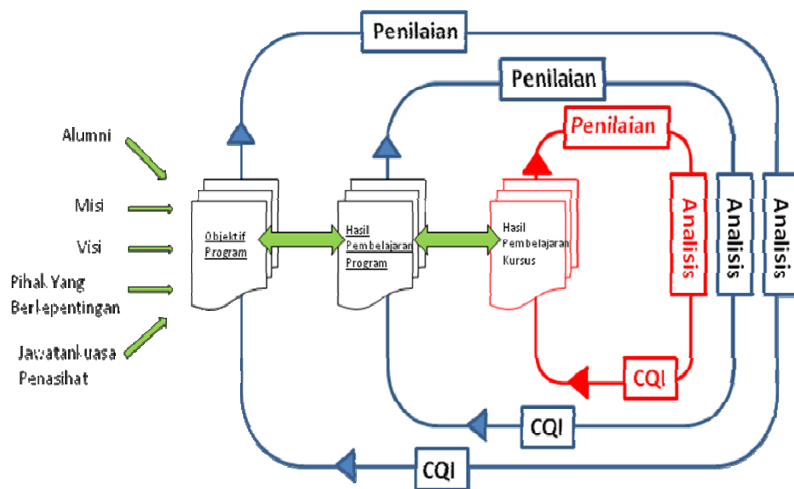 Penilaian
Penilaian
Penilaian
Alumni
Misi
Visi
Pihak Yang
Berkepentingan
Jawatankuasa
Penasihat
Objektif
Program
Hasil
Pembelajaran
Program
Hasil
Pembelajaran
Kursus
Analisis
Analisis
Analisis
CQI
CQI
CQI